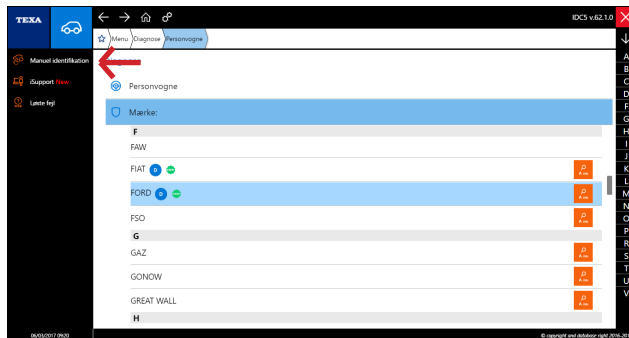 TEXA
IDC5 v.62.1.0
Menu
Diagnose
Personvogne
Manuel identifikation
iSupport New
Løste fejl
Personvogne
Mærke:
F
FAW
FIAT D
FORD D
FSO
G
GAZ
GONOW
GREAT WALL
H
A
B
C
D
F
G
H
I
J
K
L
M
N
O
P
R
S
T
U
V
06/03/2017 09:20
© copyright and database right 2016-201